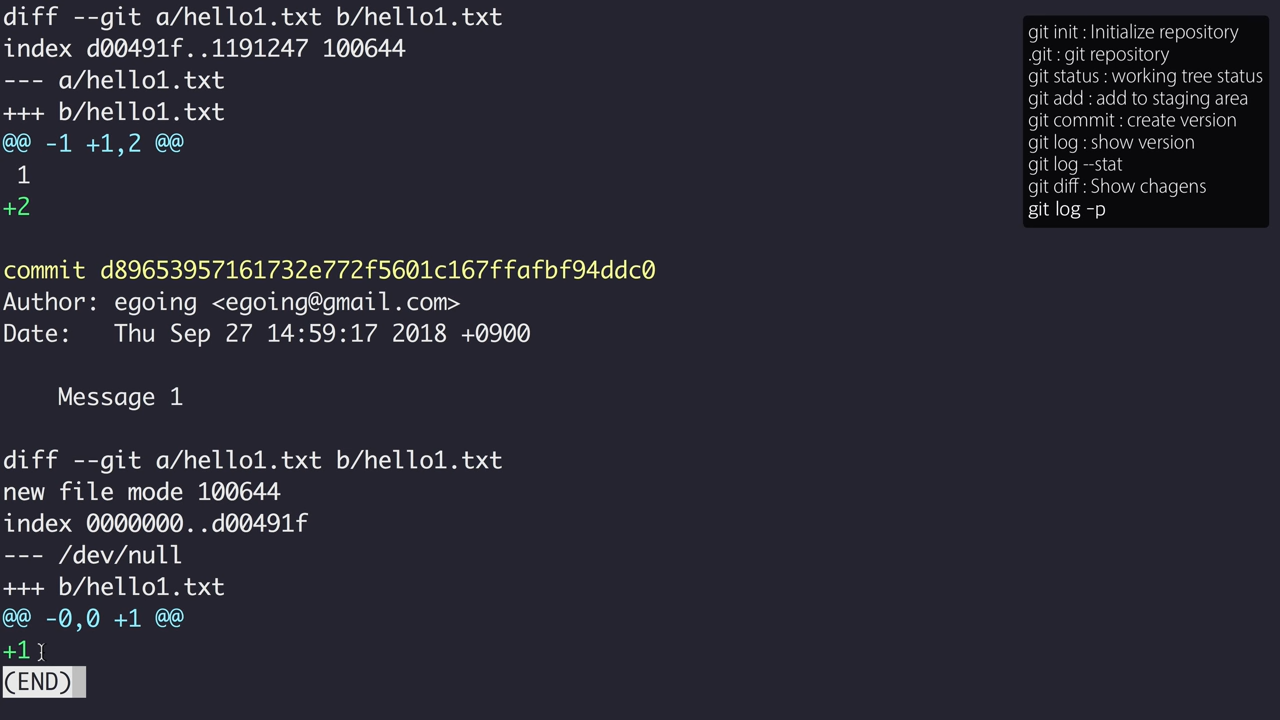 diff --git a/hello1.txt b/hello1.txt
index d00491f..1191247 100644
--- a/hello1.txt
+++ b/hello1.txt
@@ -1 +1,2 @@
 1
+2
commit d89653957161732e772f5601c167ffafbf94ddc0
Author: egoing <egoing@gmail.com>
Date:   Thu Sep 27 14:59:17 2018 +0900
    Message 1
diff --git a/hello1.txt b/hello1.txt
new file mode 100644
index 0000000..d00491f
--- /dev/null
+++ b/hello1.txt
@@ -0,0 +1 @@
+1
(END)
git init : Initialize repository
.git : git repository
git status : working tree status
git add : add to staging area
git commit : create version
git log : show version
git log --stat
git diff : Show chagens
git log -p